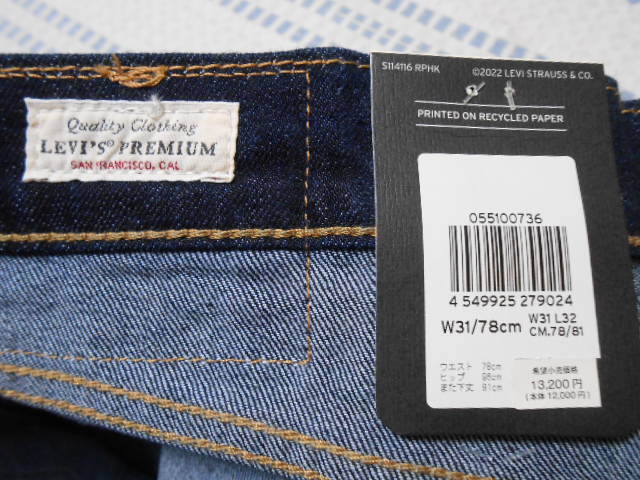 Quality Clothing
LEVI'S® PREMIUM
SAN FRANCISCO, CAL
S114116 RPHK ©2022 LEVI STRAUSS & CO.
PRINTED ON RECYCLED PAPER
055100736
4 549925 279024
W31/78cm
W31 L32
CM.78/81
ウエスト 78cm
ヒップ 96cm
また下丈 81cm
希望小売価格
13,200円
(本体 12,000円)